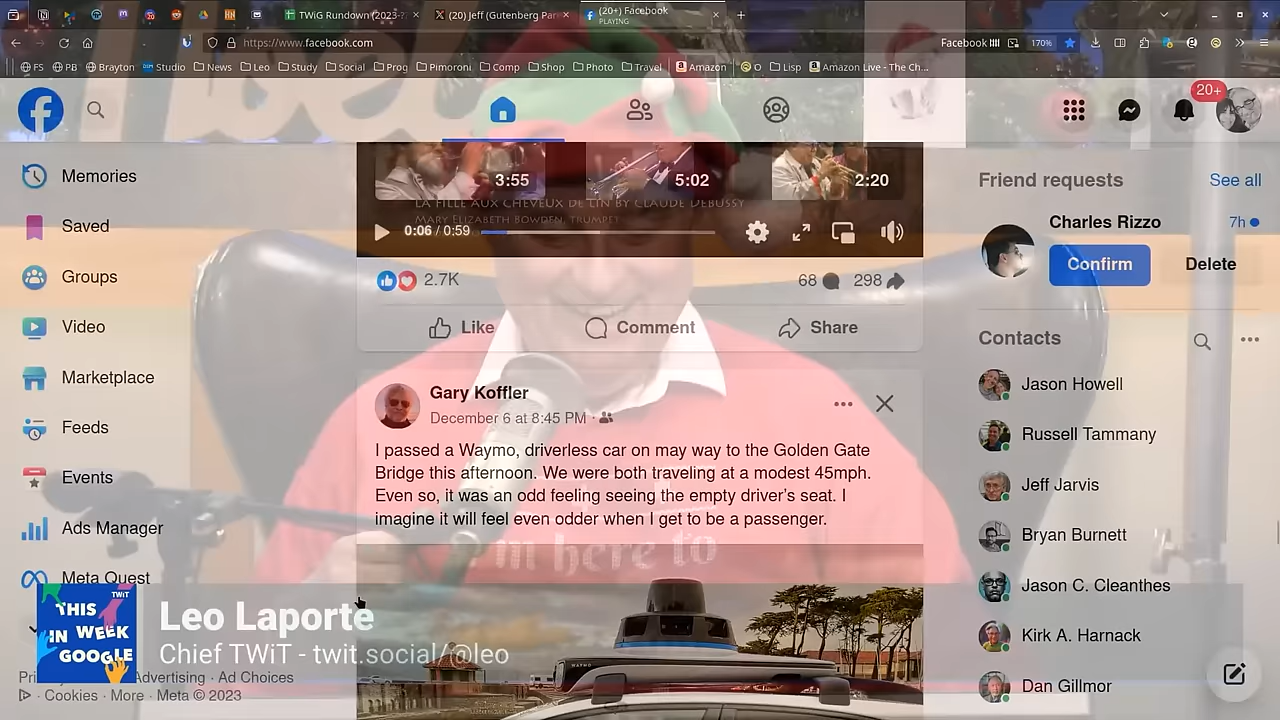 TWiG Rundown (2023-?
(20) Jeff (Gutenberg Par
(20+) Facebook
PLAYING
https://www.facebook.com
Facebook
170%
FS
PB
Brayton
Studio
News
Leo
Study
Social
Prog
Pimoroni
Comp
Shop
Photo
Travel
Amazon
O
Lisp
Amazon Live - The Ch...
20+
Memories
Saved
Groups
Video
Marketplace
Feeds
Events
Ads Manager
Meta Quest
Advertising · Ad Choices
· Cookies · More · Meta © 2023
3:55
5:02
2:20
LA FILLE AUX CHEVEUX DE LIN BY CLAUDE DEBUSSY
MARY ELIZABETH BOWDEN, TRUMPET
0:06 / 0:59
2.7K
68
298
Like
Comment
Share
Gary Koffler
December 6 at 8:45 PM ·
I passed a Waymo, driverless car on may way to the Golden Gate
Bridge this afternoon. We were both traveling at a modest 45mph.
Even so, it was an odd feeling seeing the empty driver's seat. I
imagine it will feel even odder when I get to be a passenger.
I'm here to
WAYMO
Friend requests
See all
Charles Rizzo
7h
Confirm
Delete
Contacts
Jason Howell
Russell Tammany
Jeff Jarvis
Bryan Burnett
Jason C. Cleanthes
Kirk A. Harnack
Dan Gillmor
TWiT
THIS
IN WEEK
GOOGLE
Leo Laporte
Chief TWiT - twit.social/@leo